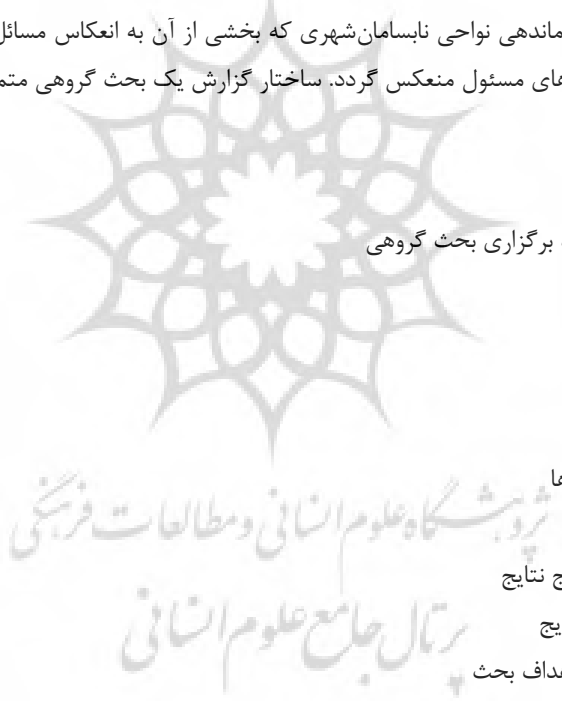 ماندهی نواحی نابسامان‌شهری که بخشی از آن به انعکاس مسائل
های مسئول منعکس گردد. ساختار گزارش یک بحث گروهی متم
برگزاری بحث گروهی
ها
پژوهشگاه علوم انسانی و مطالعات فرهنگی
ج نتایج
ایج
پرتال جامع علوم انسانی
هداف بحث